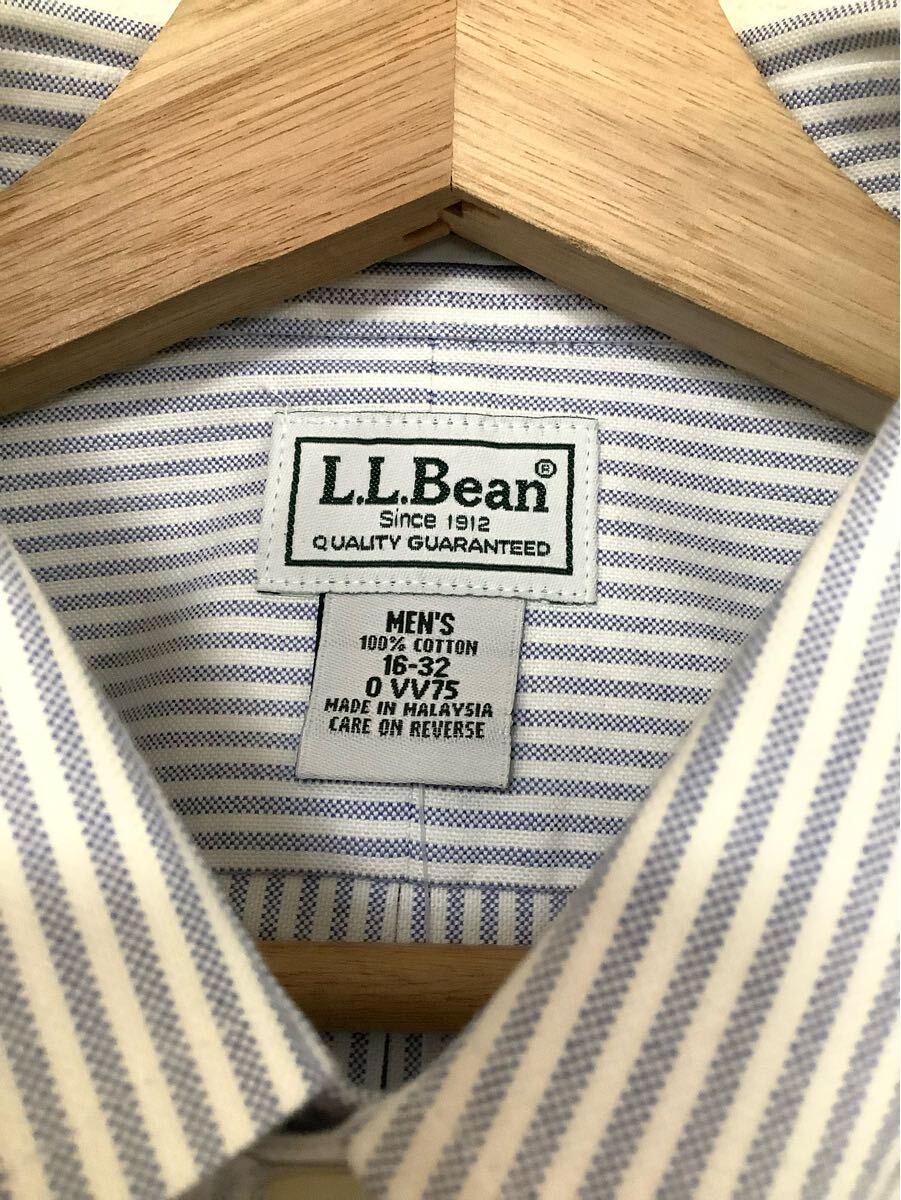 L.L.Bean®
Since 1912
QUALITY GUARANTEED
MEN'S
100% COTTON
16-32
0 VV75
MADE IN MALAYSIA
CARE ON REVERSE